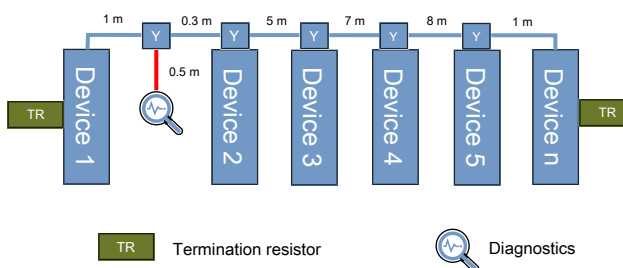 1 m
0.3 m
5 m
7 m
8 m
1 m
Y
Y
Y
Y
Y
0.5 m
TR
Device 1
Device 2
Device 3
Device 4
Device 5
Device n
TR
TR
Termination resistor
Diagnostics